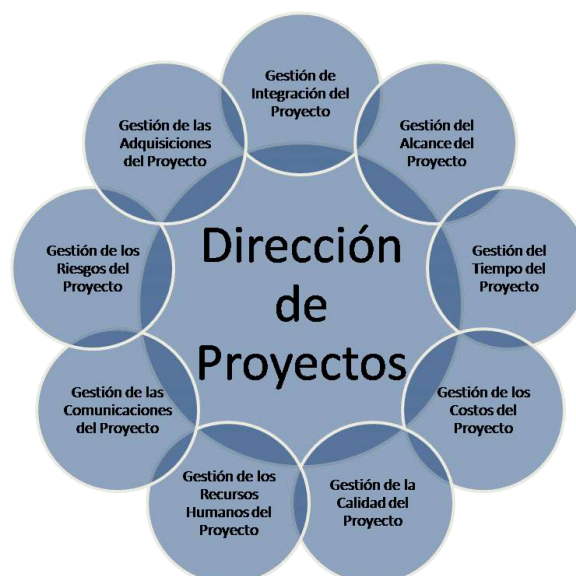 Gestión de
Integración del
Proyecto
Gestión del
Alcance del
Proyecto
Gestión del
Tiempo del
Proyecto
Gestión de los
Costos del
Proyecto
Gestión de la
Calidad del
Proyecto
Gestión de los
Recursos
Humanos del
Proyecto
Gestión de las
Comunicaciones
del Proyecto
Gestión de los
Riesgos del
Proyecto
Gestión de las
Adquisiciones
del Proyecto
Dirección
de
Proyectos